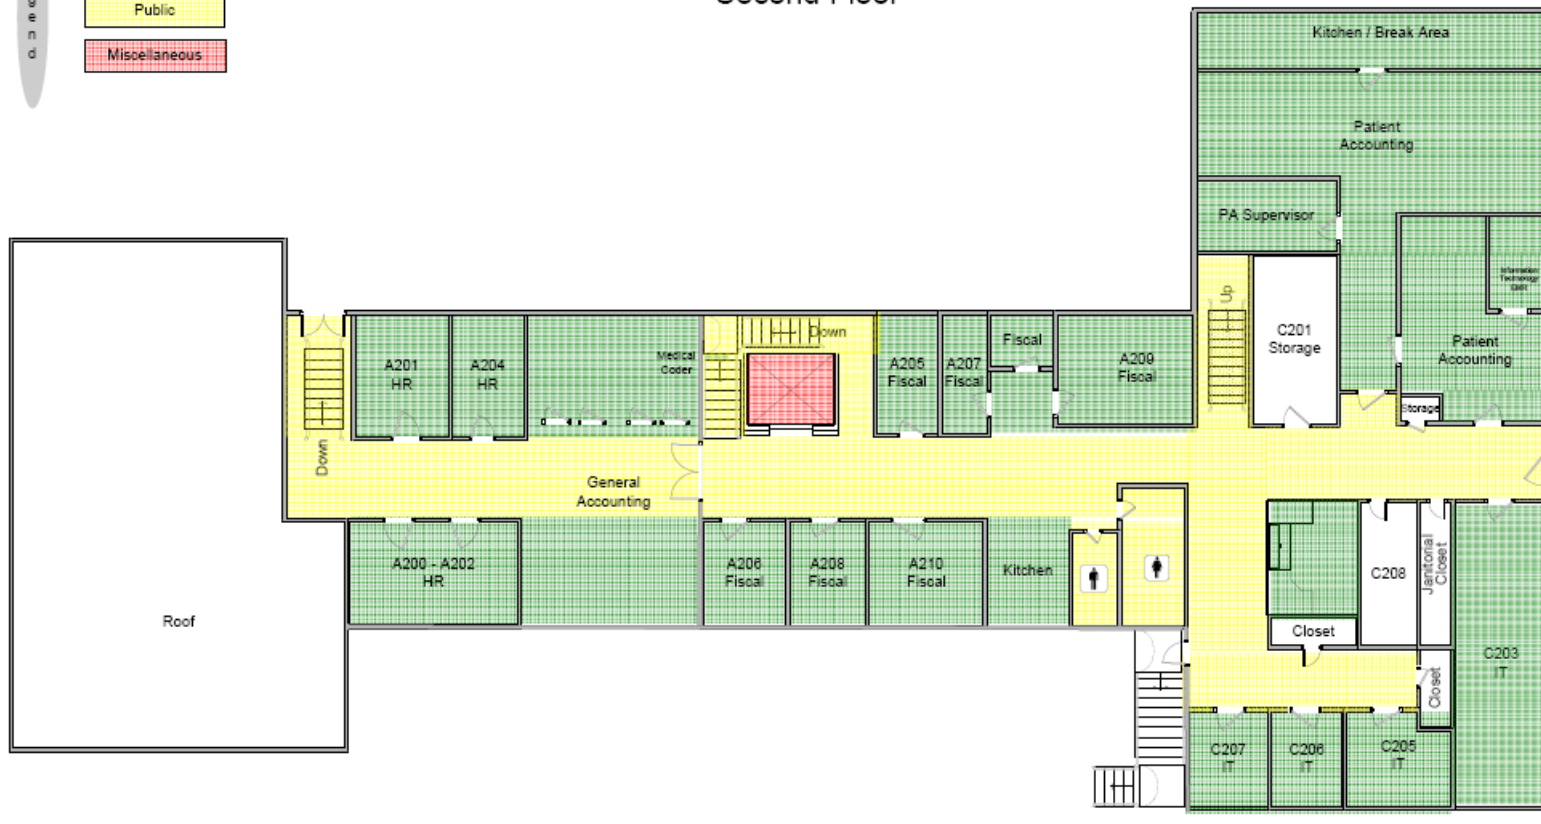 g
e
n
d
Public
Miscellaneous
Second Floor
Kitchen / Break Area
Patient
Accounting
PA Supervisor
Information
Technology
Up
C201
Storage
Patient
Accounting
Storage
A201
HR
A204
HR
Medical
Coder
Down
A205
Fiscal
A207
Fiscal
Fiscal
A209
Fiscal
Down
General
Accounting
A200 - A202
HR
A206
Fiscal
A208
Fiscal
A210
Fiscal
Kitchen
C208
Janitorial
Closet
Closet
Closet
C203
IT
Roof
C207
IT
C206
IT
C205
IT